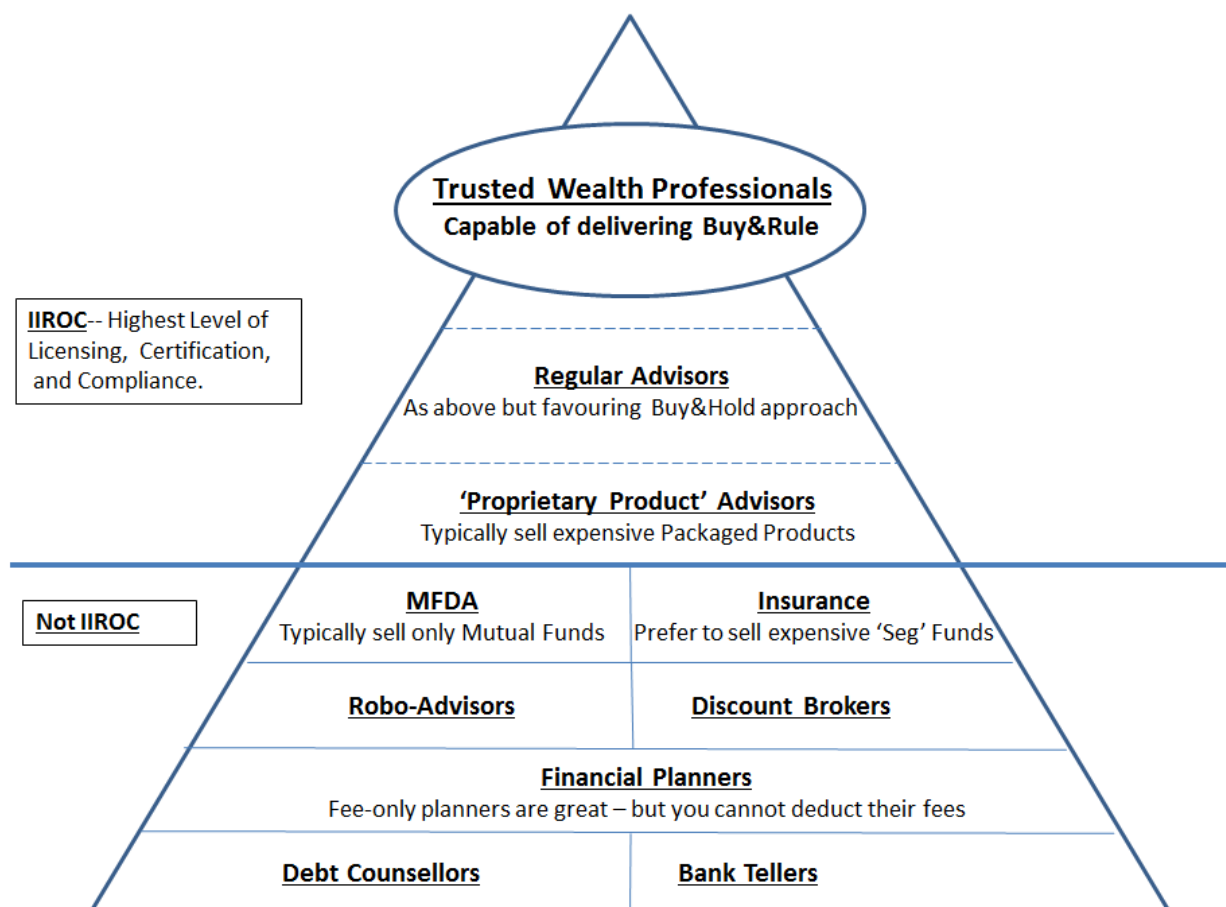 Trusted Wealth Professionals
Capable of delivering Buy&Rule
IIROC-- Highest Level of
Licensing, Certification,
and Compliance.
Regular Advisors
As above but favouring Buy&Hold approach
‘Proprietary Product’ Advisors
Typically sell expensive Packaged Products
Not IIROC
MFDA
Typically sell only Mutual Funds
Insurance
Prefer to sell expensive ‘Seg’ Funds
Robo-Advisors
Discount Brokers
Financial Planners
Fee-only planners are great – but you cannot deduct their fees
Debt Counsellors
Bank Tellers